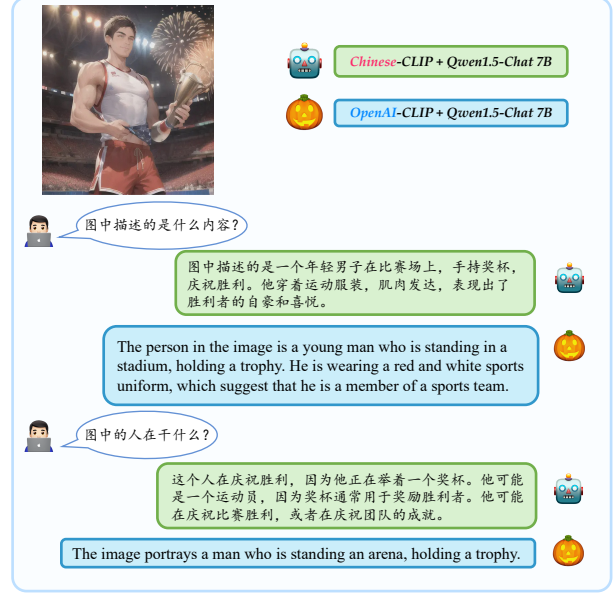 Chinese-CLIP + Qwen1.5-Chat 7B
OpenAI-CLIP + Qwen1.5-Chat 7B
图中描述的是什么内容？
图中描述的是一个年轻男子在比赛场上，手持奖杯，
庆祝胜利。他穿着运动服装，肌肉发达，表现出了
胜利者的自豪和喜悦。
The person in the image is a young man who is standing in a
stadium, holding a trophy. He is wearing a red and white sports
uniform, which suggest that he is a member of a sports team.
图中的人在干什么？
这个人在庆祝胜利，因为他正在举着一个奖杯。他可能
是一个运动员，因为奖杯通常用于奖励胜利者。他可能
在庆祝比赛胜利，或者在庆祝团队的成就。
The image portrays a man who is standing an arena, holding a trophy.